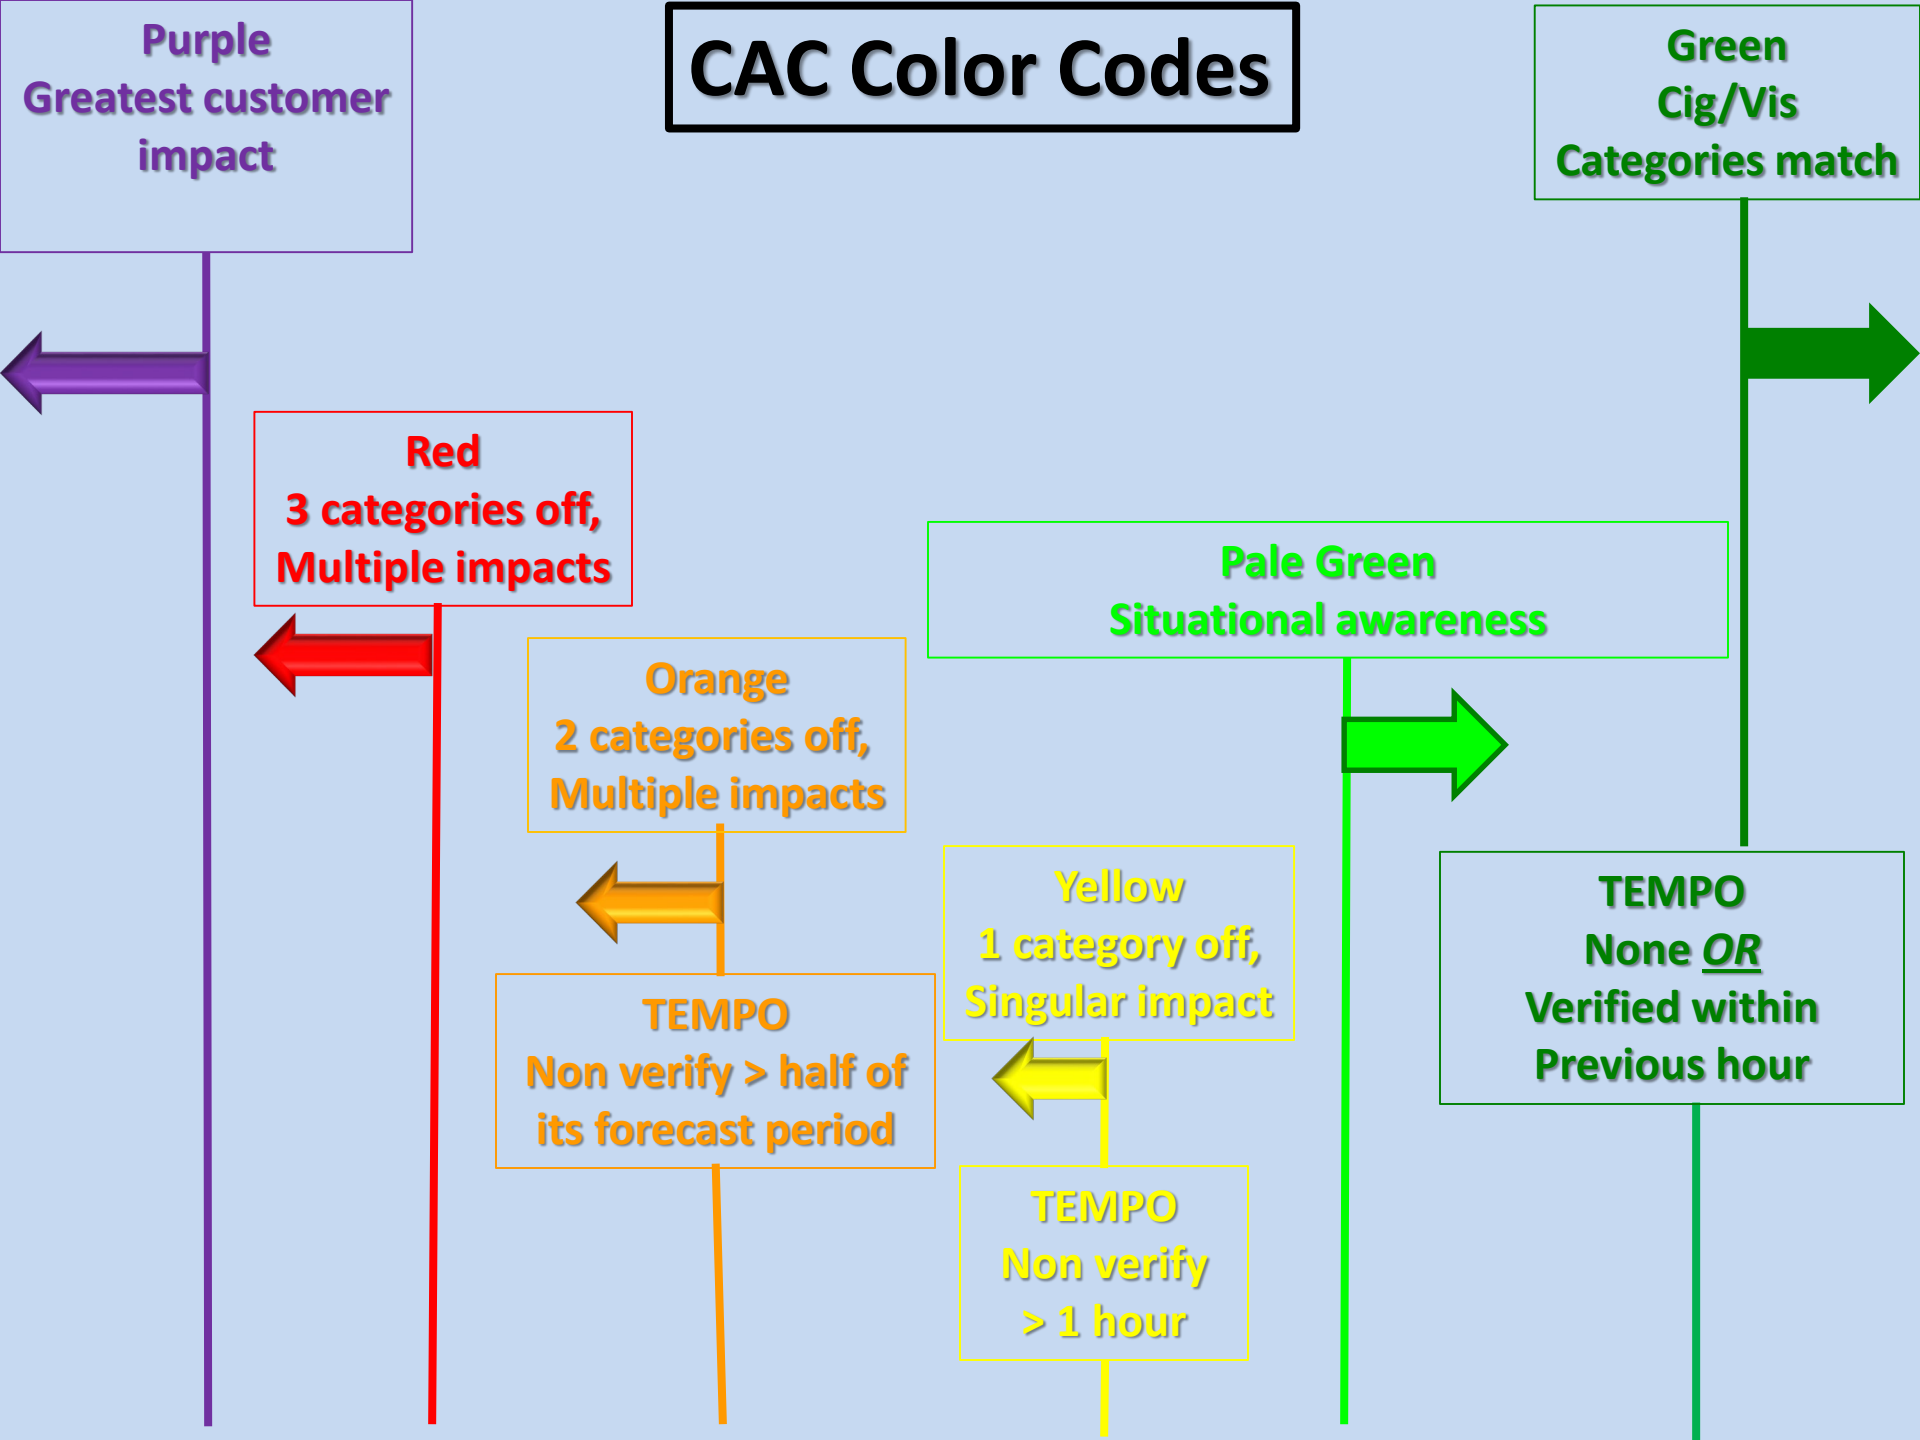 CAC Color Codes
Purple
Greatest customer
impact
Green
Cig/Vis
Categories match
Red
3 categories off,
Multiple impacts
Pale Green
Situational awareness
Orange
2 categories off,
Multiple impacts
Yellow
1 category off,
Singular impact
TEMPO
None OR
Verified within
Previous hour
TEMPO
Non verify > half of
its forecast period
TEMPO
Non verify
> 1 hour